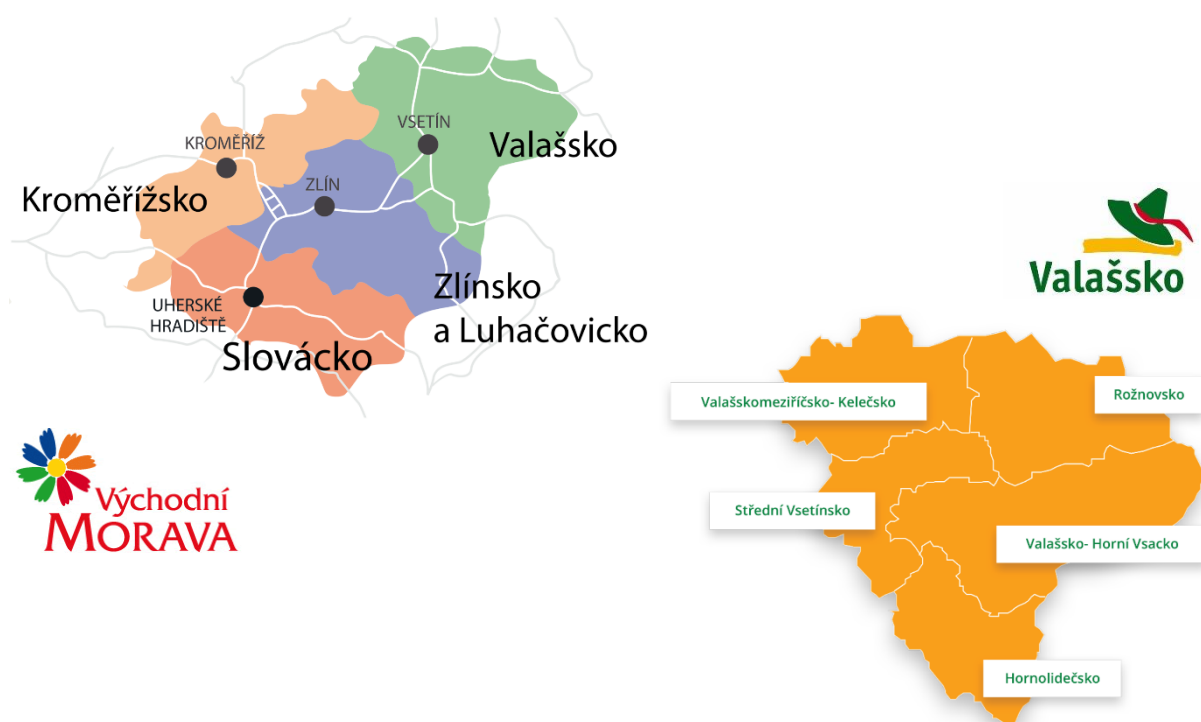 VSETÍN
Valašsko
KROMĚŘÍŽ
Kroměřížsko
ZLÍN
Zlínsko
a Luhačovicko
UHERSKÉ
HRADIŠTĚ
Slovácko
Východní
MORAVA
Valašsko
Valašskomeziříčsko- Kelečsko
Rožnovsko
Střední Vsetínsko
Valašsko- Horní Vsacko
Hornolidečsko